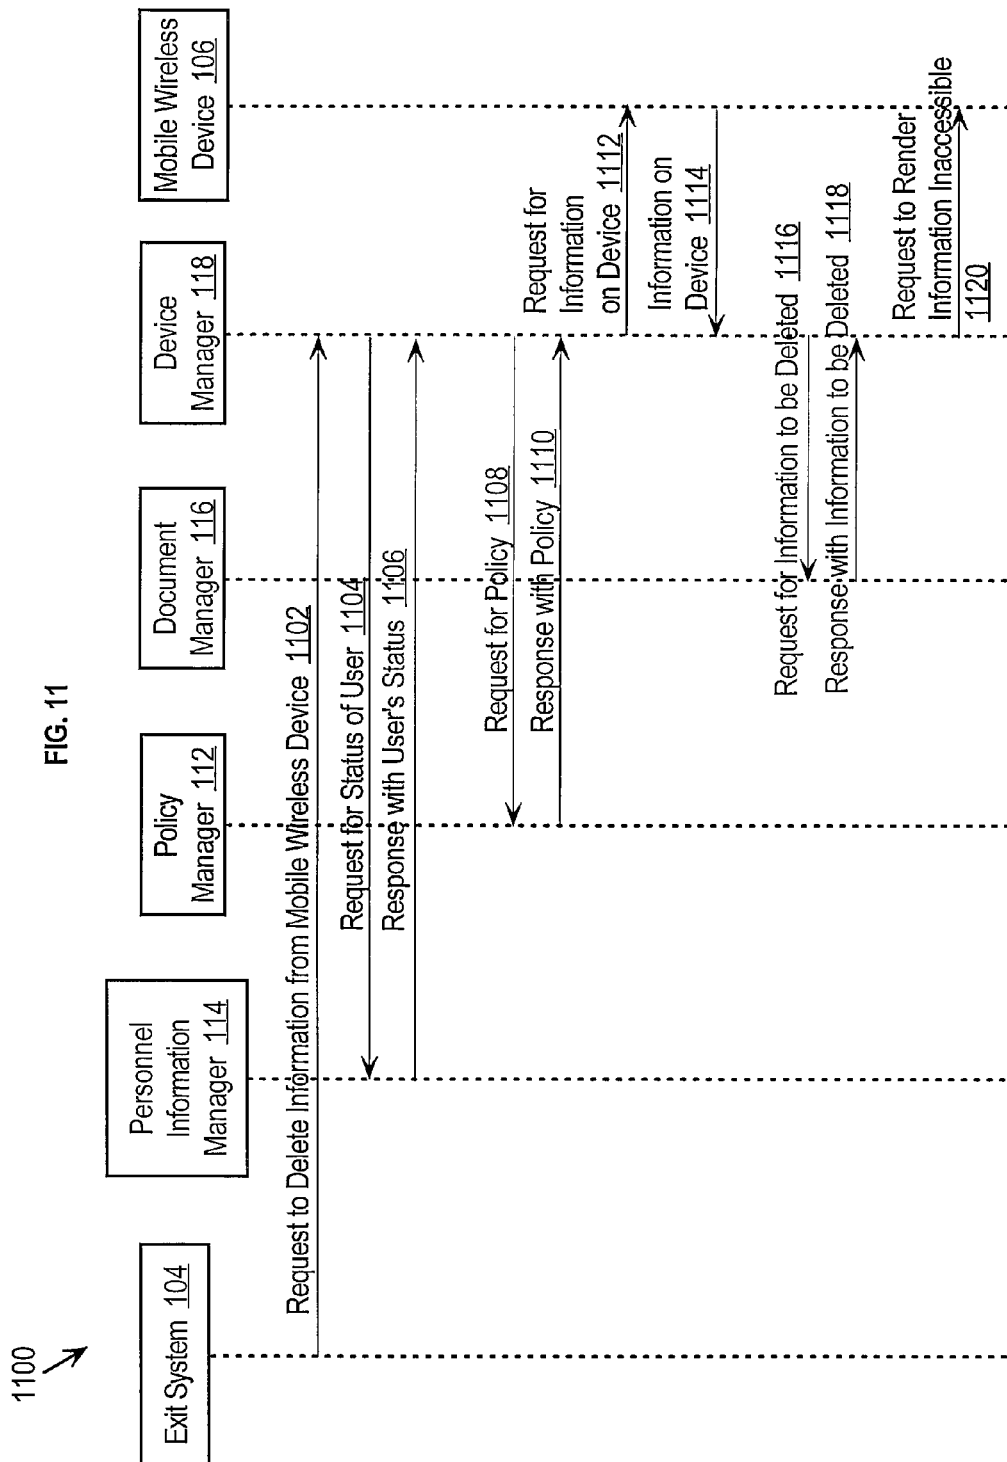 FIG. 11
1100
Exit System 104
Personnel
Information
Manager 114
Policy
Manager 112
Document
Manager 116
Device
Manager 118
Mobile Wireless
Device 106
Request to Delete Information from Mobile Wireless Device 1102
Request for Status of User 1104
Response with User's Status 1106
Request for Policy 1108
Response with Policy 1110
Request for
Information
on Device 1112
Information on
Device 1114
Request for Information to be Deleted 1116
Response with Information to be Deleted 1118
Request to Render
Information Inaccessible
1120